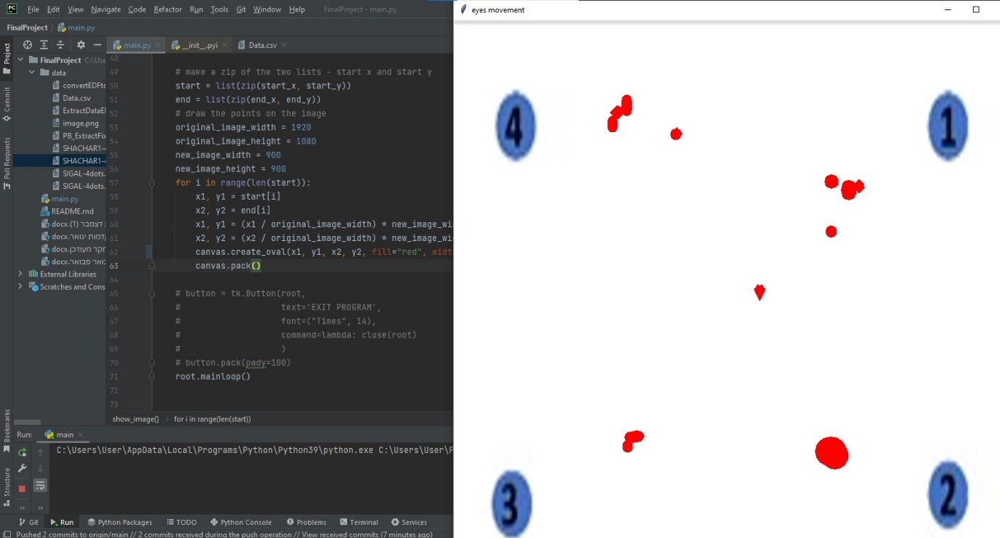 PC File Edit View Navigate Code Refactor Run Tools Git Window Help FinalProject - main.py
FinalProject main.py
Project
Commit
Pull Requests
Bookmarks
Structure
main.py __init__.pyi Data.csv
FinalProject C:\Use
data
convertEDFto
Data.csv
ExtractDataEl
image.png
PB_ExtractFix
SHACHAR1-
SHACHAR1-
SIGAL-4dots.
SIGAL-4dots.
main.py
README.md
דצמבר (1).docx
דמות ינואר.docx
חקר מעודכן.docx
ואר פבואר.docx
External Libraries
Scratches and Cons
48
49 # make a zip of the two lists - start x and start y
50 start = list(zip(start_x, start_y))
51 end = list(zip(end_x, end_y))
52 # draw the points on the image
53 original_image_width = 1920
54 original_image_height = 1080
55 new_image_width = 900
56 new_image_height = 900
57 for i in range(len(start)):
58 x1, y1 = start[i]
59 x2, y2 = end[i]
60 x1, y1 = (x1 / original_image_width) * new_image_wi
61 x2, y2 = (x2 / original_image_width) * new_image_wi
62 canvas.create_oval(x1, y1, x2, y2, fill="red", widt
63 canvas.pack()
64
65 # button = tk.Button(root,
66 # text='EXIT PROGRAM',
67 # font=("Times", 14),
68 # command=lambda: close(root)
69 # )
70 # button.pack(pady=100)
71 root.mainloop()
72
73
show_image() for i in range(len(start))
Run: main
C:\Users\User\AppData\Local\Programs\Python\Python39\python.exe C:\Users\User\P
Git Run Python Packages TODO Python Console Problems Terminal Services
Pushed 2 commits to origin/main // 2 commits received during the push operation // View received commits (7 minutes ago)
eyes movement
4
1
3
2